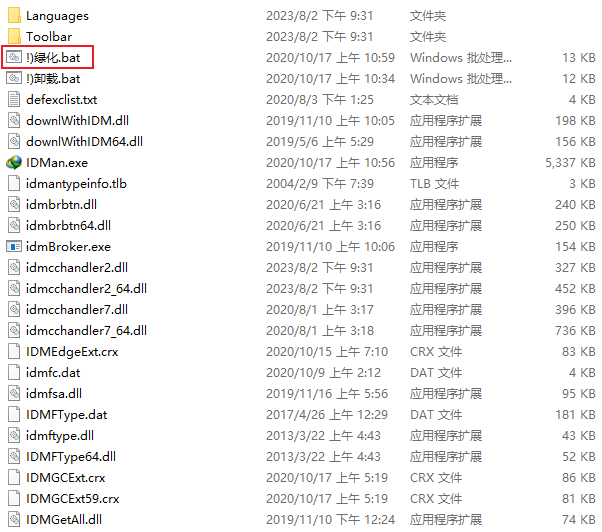 Languages 2023/8/2 下午 9:31 文件夹
Toolbar 2023/8/2 下午 9:31 文件夹
!)绿化.bat 2020/10/17 上午 10:59 Windows 批处理... 13 KB
!)卸载.bat 2020/10/17 上午 10:34 Windows 批处理... 12 KB
defexclist.txt 2020/8/3 下午 1:25 文本文档 4 KB
downlWithIDM.dll 2019/11/10 上午 10:05 应用程序扩展 198 KB
downlWithIDM64.dll 2019/5/6 上午 5:29 应用程序扩展 156 KB
IDMan.exe 2020/10/17 上午 10:56 应用程序 5,337 KB
idmantypeinfo.tlb 2004/2/9 下午 7:39 TLB 文件 3 KB
idmbrbtn.dll 2020/6/21 上午 3:16 应用程序扩展 240 KB
idmbrbtn64.dll 2020/6/21 上午 3:16 应用程序扩展 250 KB
idmBroker.exe 2019/11/10 上午 10:06 应用程序 154 KB
idmcchandler2.dll 2023/8/2 下午 9:31 应用程序扩展 327 KB
idmcchandler2_64.dll 2023/8/2 下午 9:31 应用程序扩展 452 KB
idmcchandler7.dll 2020/8/1 上午 3:17 应用程序扩展 396 KB
idmcchandler7_64.dll 2020/8/1 上午 3:18 应用程序扩展 736 KB
IDMEdgeExt.crx 2020/10/15 上午 7:10 CRX 文件 83 KB
idmfc.dat 2020/10/9 上午 2:12 DAT 文件 4 KB
idmfsa.dll 2019/11/16 上午 5:56 应用程序扩展 95 KB
IDMFType.dat 2017/4/26 上午 12:29 DAT 文件 181 KB
idmftype.dll 2013/3/22 上午 4:43 应用程序扩展 43 KB
IDMFType64.dll 2013/3/22 上午 4:43 应用程序扩展 52 KB
IDMGCExt.crx 2020/10/17 上午 5:19 CRX 文件 86 KB
IDMGCExt59.crx 2020/10/17 上午 5:19 CRX 文件 81 KB
IDMGetAll.dll 2019/11/10 下午 12:24 应用程序扩展 74 KB